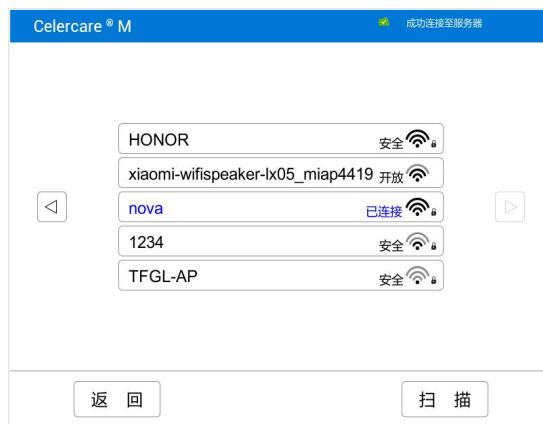 Celercare ® M 成功连接至服务器
HONOR 安全
xiaomi-wifispeaker-lx05_miap4419 开放
nova 已连接
1234 安全
TFGL-AP 安全
返 回 扫 描